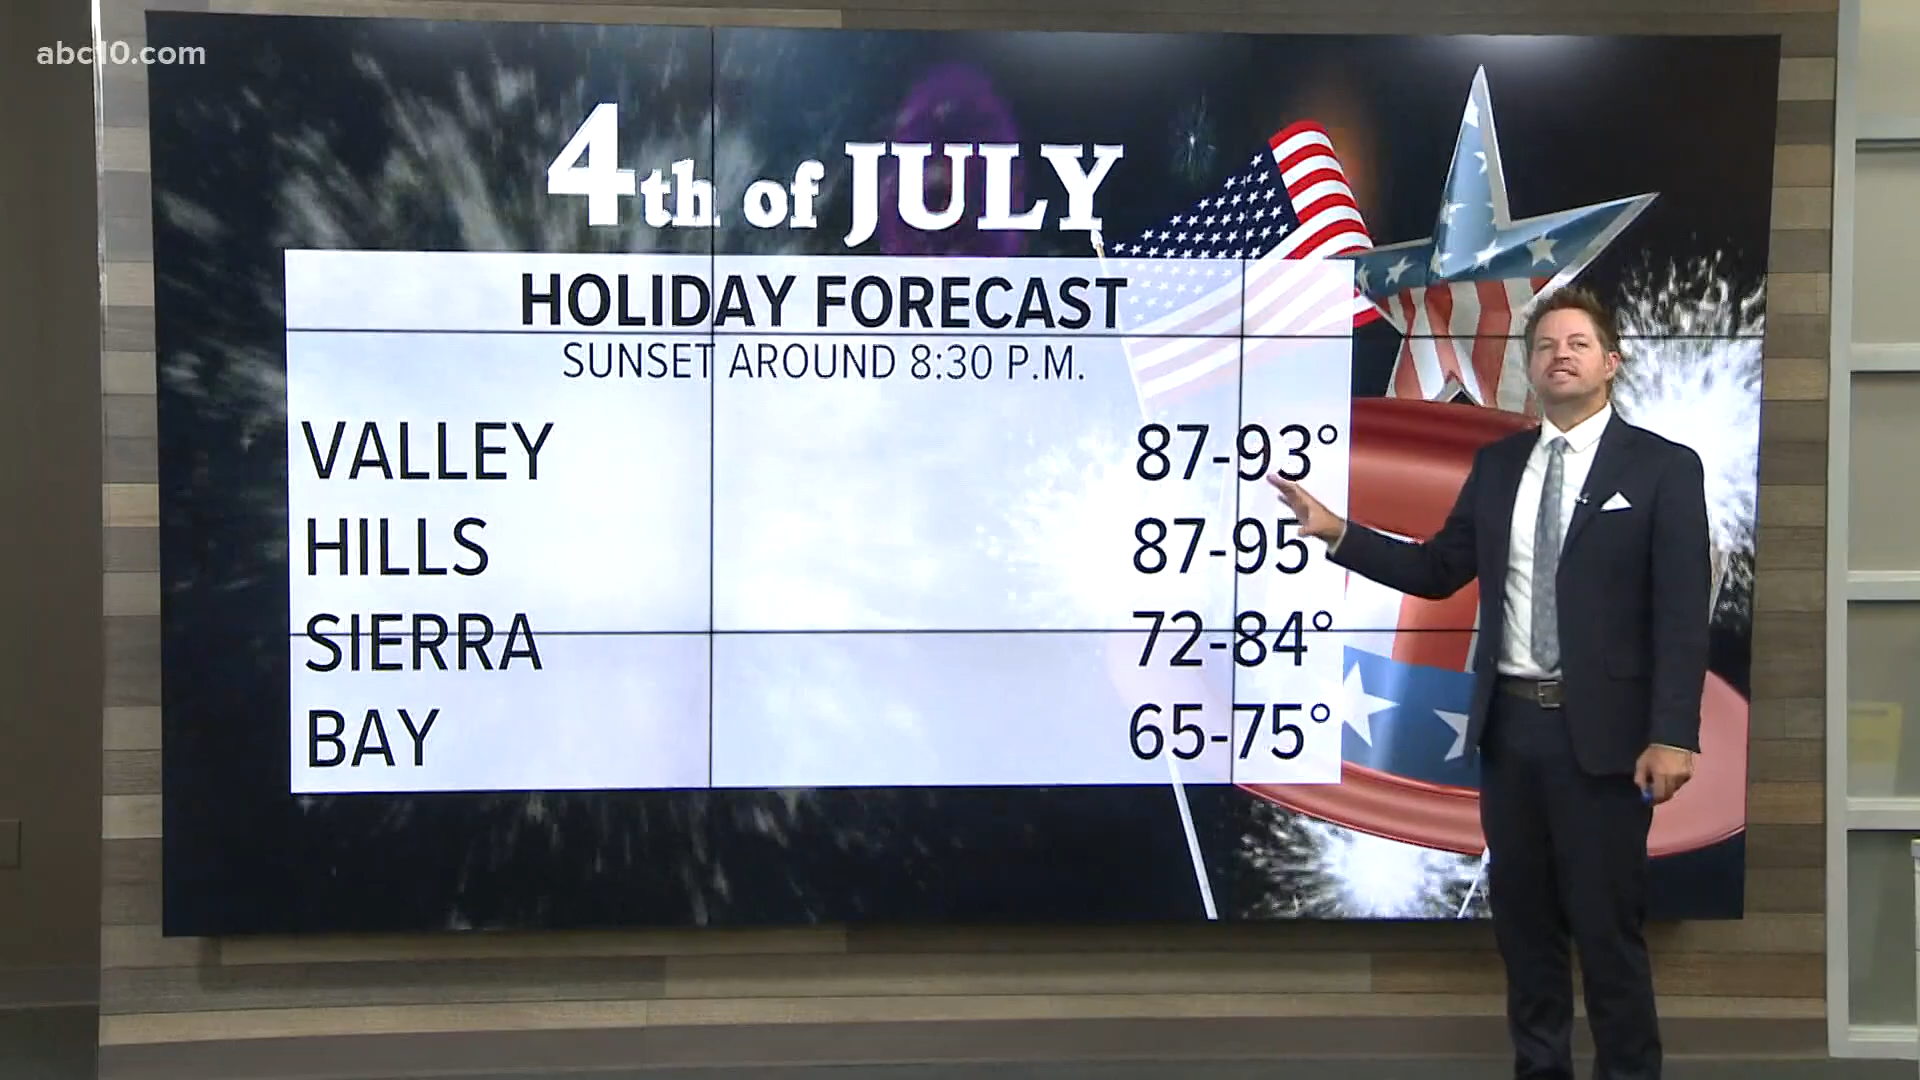 abc10.com
4th of JULY
HOLIDAY FORECAST
SUNSET AROUND 8:30 P.M.
VALLEY 87-93°
HILLS 87-95°
SIERRA 72-84°
BAY 65-75°